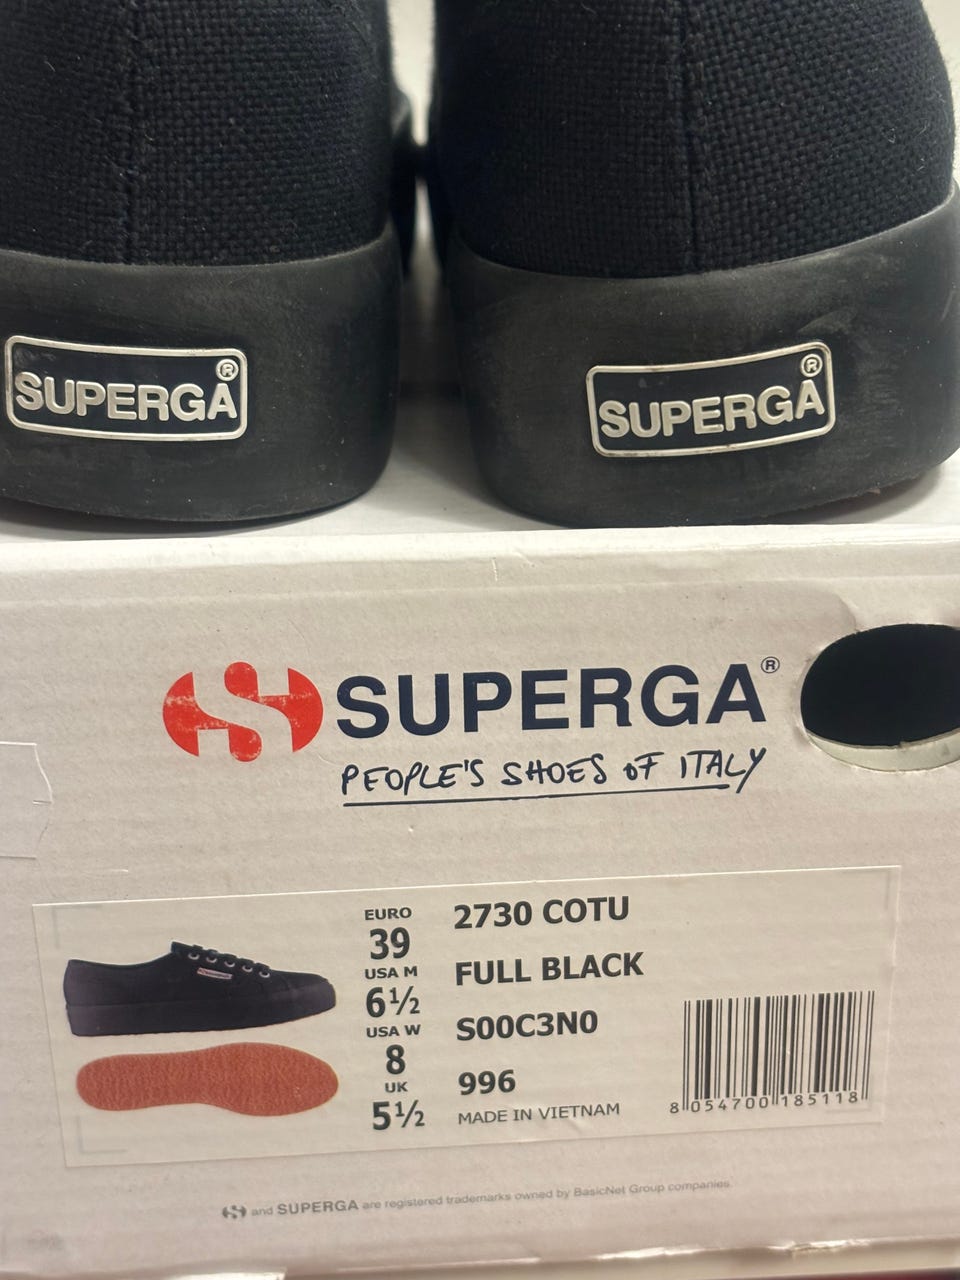 SUPERGA®
SUPERGA®
SUPERGA®
PEOPLE'S SHOES OF ITALY
EURO
39
USA M
6½
USA W
8
UK
5½
2730 COTU
FULL BLACK
S00C3N0
996
MADE IN VIETNAM
8 054700 185118
and SUPERGA are registered trademarks owned by BasicNet Group companies.